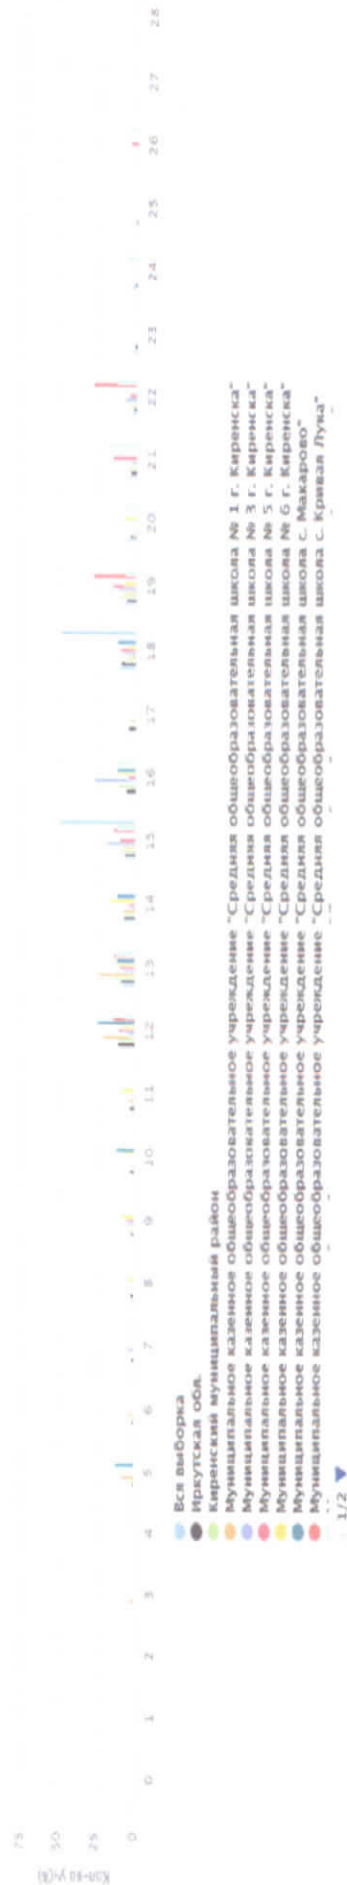 Кол-во уч(%)
75
50
25
0
0 1 2 3 4 5 6 7 8 9 10 11 12 13 14 15 16 17 18 19 20 21 22 23 24 25 26 27 28
Вся выборка
Иркутская обл.
Киренский муниципальный район
Муниципальное казенное общеобразовательное учреждение "Средняя общеобразовательная школа № 1 г. Киренска"
Муниципальное казенное общеобразовательное учреждение "Средняя общеобразовательная школа № 3 г. Киренска"
Муниципальное казенное общеобразовательное учреждение "Средняя общеобразовательная школа № 5 г. Киренска"
Муниципальное казенное общеобразовательное учреждение "Средняя общеобразовательная школа № 6 г. Киренска"
Муниципальное казенное общеобразовательное учреждение "Средняя общеобразовательная школа с. Макарово"
Муниципальное казенное общеобразовательное учреждение "Средняя общеобразовательная школа с. Кривая Лука"
1/2